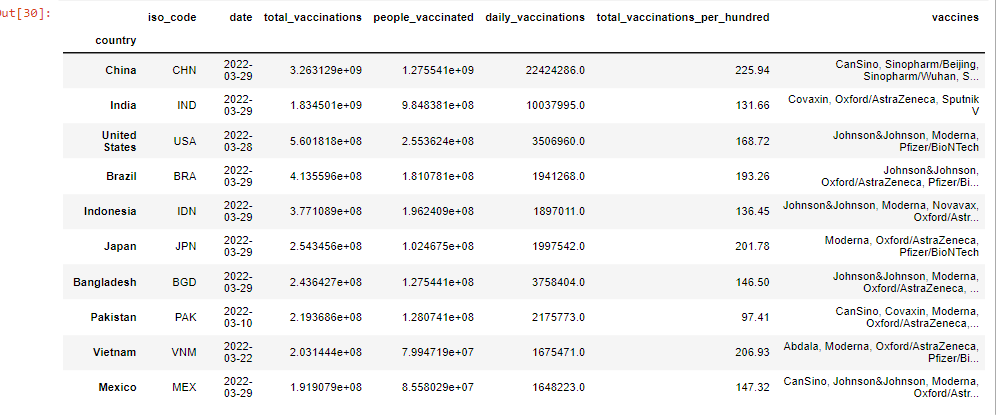 Out[30]:
iso_code date total_vaccinations people_vaccinated daily_vaccinations total_vaccinations_per_hundred vaccines
country
China CHN 2022-03-29 3.263129e+09 1.275541e+09 22424286.0 225.94 CanSino, Sinopharm/Beijing, Sinopharm/Wuhan, S...
India IND 2022-03-29 1.834501e+09 9.848381e+08 10037995.0 131.66 Covaxin, Oxford/AstraZeneca, Sputnik V
United States USA 2022-03-28 5.601818e+08 2.553624e+08 3506960.0 168.72 Johnson&Johnson, Moderna, Pfizer/BioNTech
Brazil BRA 2022-03-29 4.135596e+08 1.810781e+08 1941268.0 193.26 Johnson&Johnson, Oxford/AstraZeneca, Pfizer/Bi...
Indonesia IDN 2022-03-29 3.771089e+08 1.962409e+08 1897011.0 136.45 Johnson&Johnson, Moderna, Novavax, Oxford/Astr...
Japan JPN 2022-03-29 2.543456e+08 1.024675e+08 1997542.0 201.78 Moderna, Oxford/AstraZeneca, Pfizer/BioNTech
Bangladesh BGD 2022-03-29 2.436427e+08 1.275441e+08 3758404.0 146.50 Johnson&Johnson, Moderna, Oxford/AstraZeneca, ...
Pakistan PAK 2022-03-10 2.193686e+08 1.280741e+08 2175773.0 97.41 CanSino, Covaxin, Moderna, Oxford/AstraZeneca,...
Vietnam VNM 2022-03-22 2.031444e+08 7.994719e+07 1675471.0 206.93 Abdala, Moderna, Oxford/AstraZeneca, Pfizer/Bi...
Mexico MEX 2022-03-29 1.919079e+08 8.558029e+07 1648223.0 147.32 CanSino, Johnson&Johnson, Moderna, Oxford/Astr...